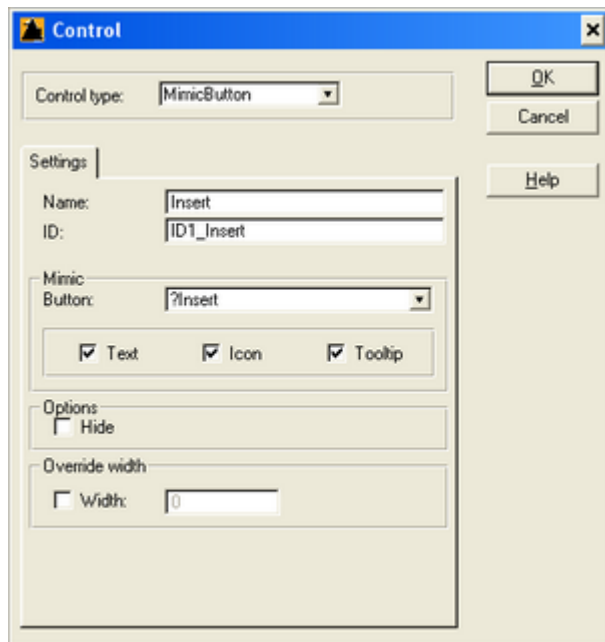 Control
Control type: MimicButton
OK
Cancel
Help
Settings
Name: Insert
ID: ID1_Insert
Mimic
Button: ?Insert
Text Icon Tooltip
Options
Hide
Override width
Width: 0